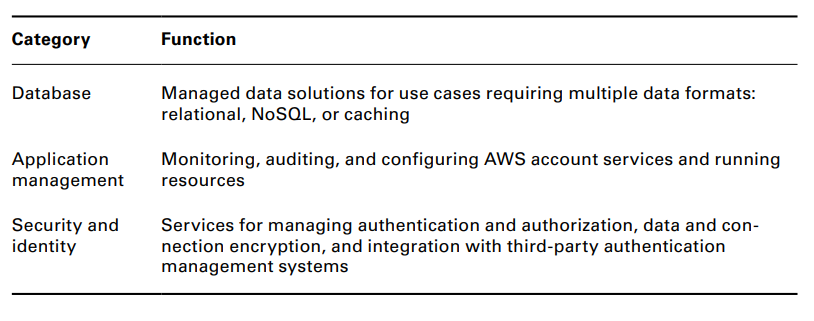 Category Function
Database Managed data solutions for use cases requiring multiple data formats:
relational, NoSQL, or caching
Application Monitoring, auditing, and configuring AWS account services and running
management resources
Security and Services for managing authentication and authorization, data and con-
identity nection encryption, and integration with third-party authentication
management systems